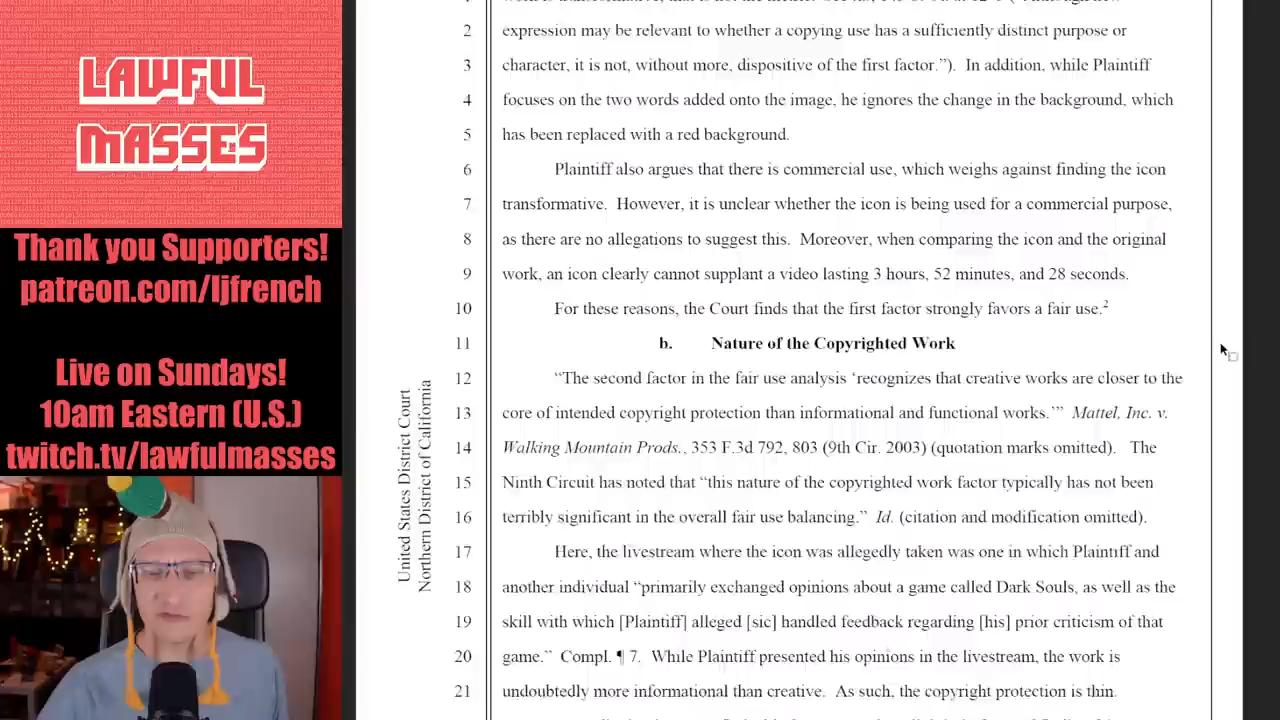 LAWFUL
MASSES
Thank you Supporters!
patreon.com/ljfrench
Live on Sundays!
10am Eastern (U.S.)
twitch.tv/lawfulmasses
United States District Court
Northern District of California
2 expression may be relevant to whether a copying use has a sufficiently distinct purpose or
3 character, it is not, without more, dispositive of the first factor.”). In addition, while Plaintiff
4 focuses on the two words added onto the image, he ignores the change in the background, which
5 has been replaced with a red background.
6 Plaintiff also argues that there is commercial use, which weighs against finding the icon
7 transformative. However, it is unclear whether the icon is being used for a commercial purpose,
8 as there are no allegations to suggest this. Moreover, when comparing the icon and the original
9 work, an icon clearly cannot supplant a video lasting 3 hours, 52 minutes, and 28 seconds.
10 For these reasons, the Court finds that the first factor strongly favors a fair use.2
11 b. Nature of the Copyrighted Work
12 “The second factor in the fair use analysis ‘recognizes that creative works are closer to the
13 core of intended copyright protection than informational and functional works.’” Mattel, Inc. v.
14 Walking Mountain Prods., 353 F.3d 792, 803 (9th Cir. 2003) (quotation marks omitted). The
15 Ninth Circuit has noted that “this nature of the copyrighted work factor typically has not been
16 terribly significant in the overall fair use balancing.” Id. (citation and modification omitted).
17 Here, the livestream where the icon was allegedly taken was one in which Plaintiff and
18 another individual “primarily exchanged opinions about a game called Dark Souls, as well as the
19 skill with which [Plaintiff] alleged [sic] handled feedback regarding [his] prior criticism of that
20 game.” Compl. ¶ 7. While Plaintiff presented his opinions in the livestream, the work is
21 undoubtedly more informational than creative. As such, the copyright protection is thin.